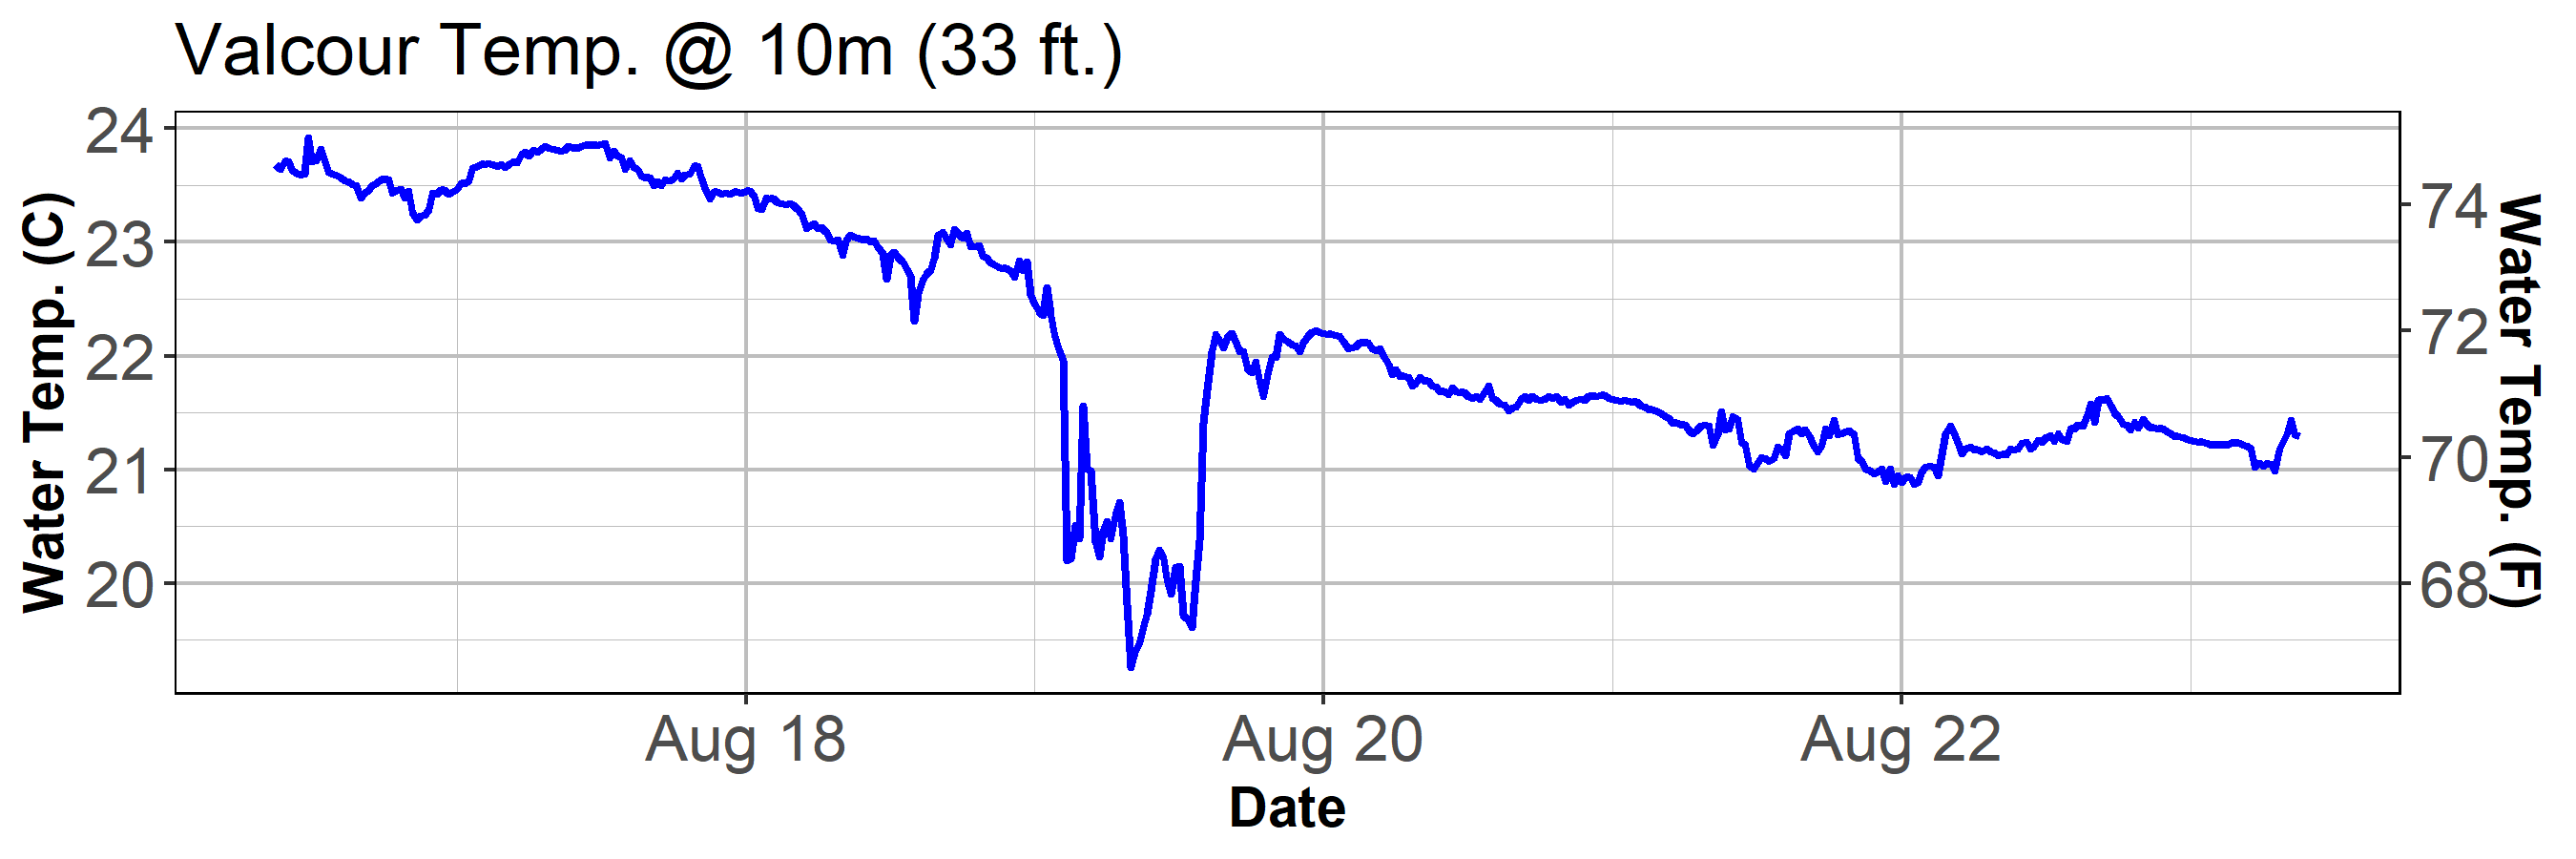 Valcour Temp. @ 10m (33 ft.)
Water Temp. (C)
24
23
22
21
20
74
72
70
68
Water Temp. (F)
Aug 18
Aug 20
Aug 22
Date